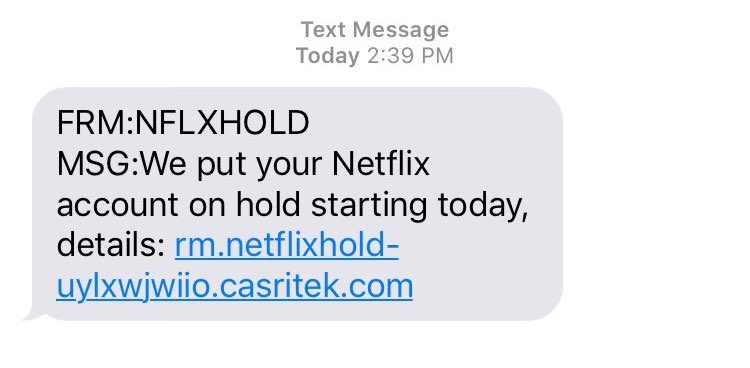 Text Message
Today 2:39 PM
FRM:NFLXHOLD
MSG:We put your Netflix
account on hold starting today,
details: rm.netflixhold-
uylxwjwiio.casritek.com